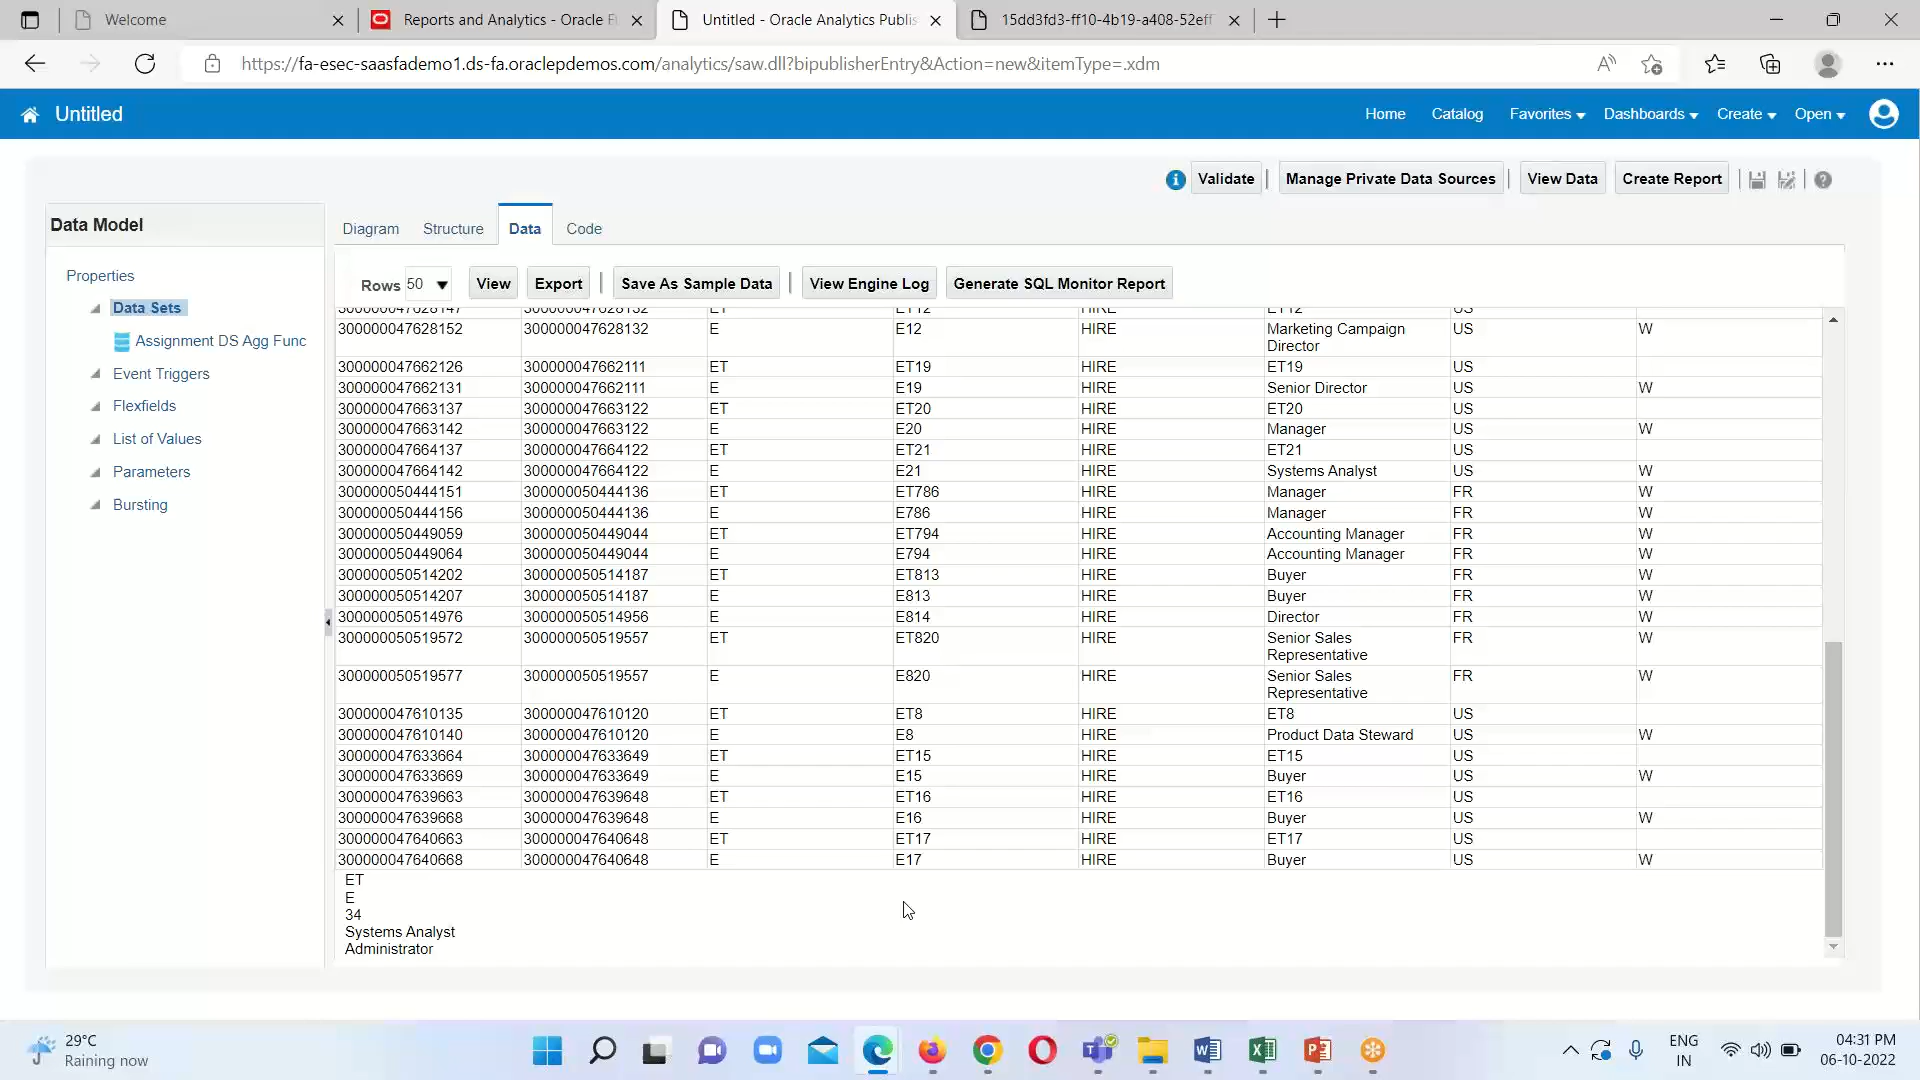 Welcome
Reports and Analytics - Oracle F
Untitled - Oracle Analytics Publis
15dd3fd3-ff10-4b19-a408-52eff
https://fa-esec-saasfademo1.ds-fa.oraclepdemos.com/analytics/saw.dll?bipublisherEntry&Action=new&itemType=.xdm
Untitled
Home Catalog Favorites Dashboards Create Open
Validate Manage Private Data Sources View Data Create Report
Data Model
Diagram Structure Data Code
Properties
Data Sets
Assignment DS Agg Func
Event Triggers
Flexfields
List of Values
Parameters
Bursting
Rows 50 View Export Save As Sample Data View Engine Log Generate SQL Monitor Report
300000047628147 300000047628132 ET ET12 HIRE ET12 US
300000047628152 300000047628132 E E12 HIRE Marketing Campaign US W
Director
300000047662126 300000047662111 ET ET19 HIRE ET19 US
300000047662131 300000047662111 E E19 HIRE Senior Director US W
300000047663137 300000047663122 ET ET20 HIRE ET20 US
300000047663142 300000047663122 E E20 HIRE Manager US W
300000047664137 300000047664122 ET ET21 HIRE ET21 US
300000047664142 300000047664122 E E21 HIRE Systems Analyst US W
300000050444151 300000050444136 ET ET786 HIRE Manager FR W
300000050444156 300000050444136 E E786 HIRE Manager FR W
300000050449059 300000050449044 ET ET794 HIRE Accounting Manager FR W
300000050449064 300000050449044 E E794 HIRE Accounting Manager FR W
300000050514202 300000050514187 ET ET813 HIRE Buyer FR W
300000050514207 300000050514187 E E813 HIRE Buyer FR W
300000050514976 300000050514956 E E814 HIRE Director FR W
300000050519572 300000050519557 ET ET820 HIRE Senior Sales FR W
Representative
300000050519577 300000050519557 E E820 HIRE Senior Sales FR W
Representative
300000047610135 300000047610120 ET ET8 HIRE ET8 US
300000047610140 300000047610120 E E8 HIRE Product Data Steward US W
300000047633664 300000047633649 ET ET15 HIRE ET15 US
300000047633669 300000047633649 E E15 HIRE Buyer US W
300000047639663 300000047639648 ET ET16 HIRE ET16 US
300000047639668 300000047639648 E E16 HIRE Buyer US W
300000047640663 300000047640648 ET ET17 HIRE ET17 US
300000047640668 300000047640648 E E17 HIRE Buyer US W
ET
E
34
Systems Analyst
Administrator
29°C
Raining now
ENG
IN
04:31 PM
06-10-2022